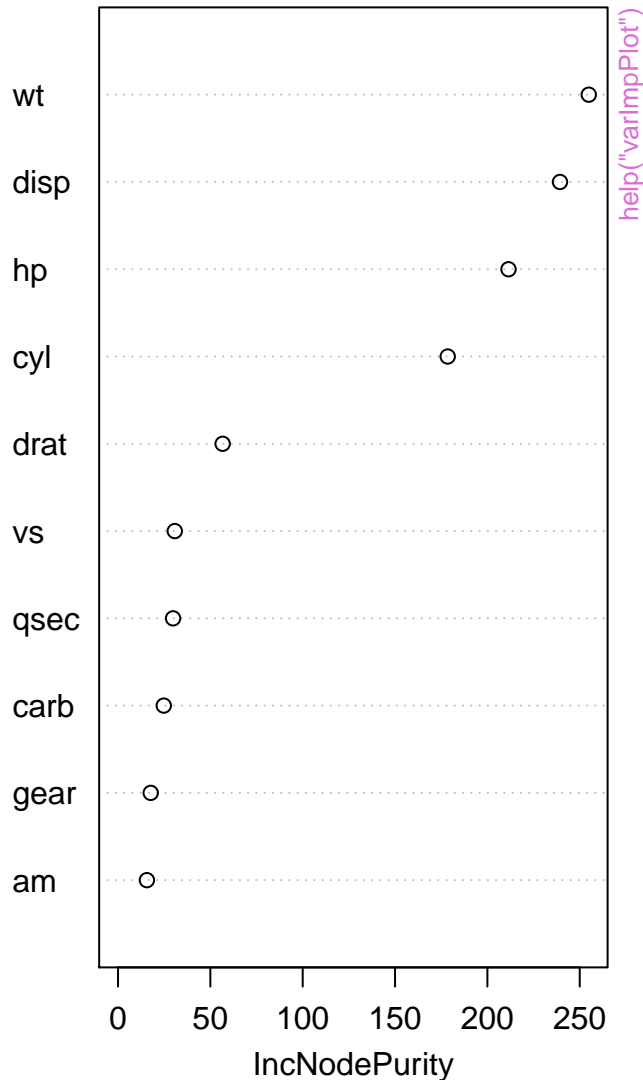 wt
disp
hp
cyl
drat
vs
qsec
carb
gear
am
0 50 100 150 200 250
IncNodePurity
help("varImpPlot")